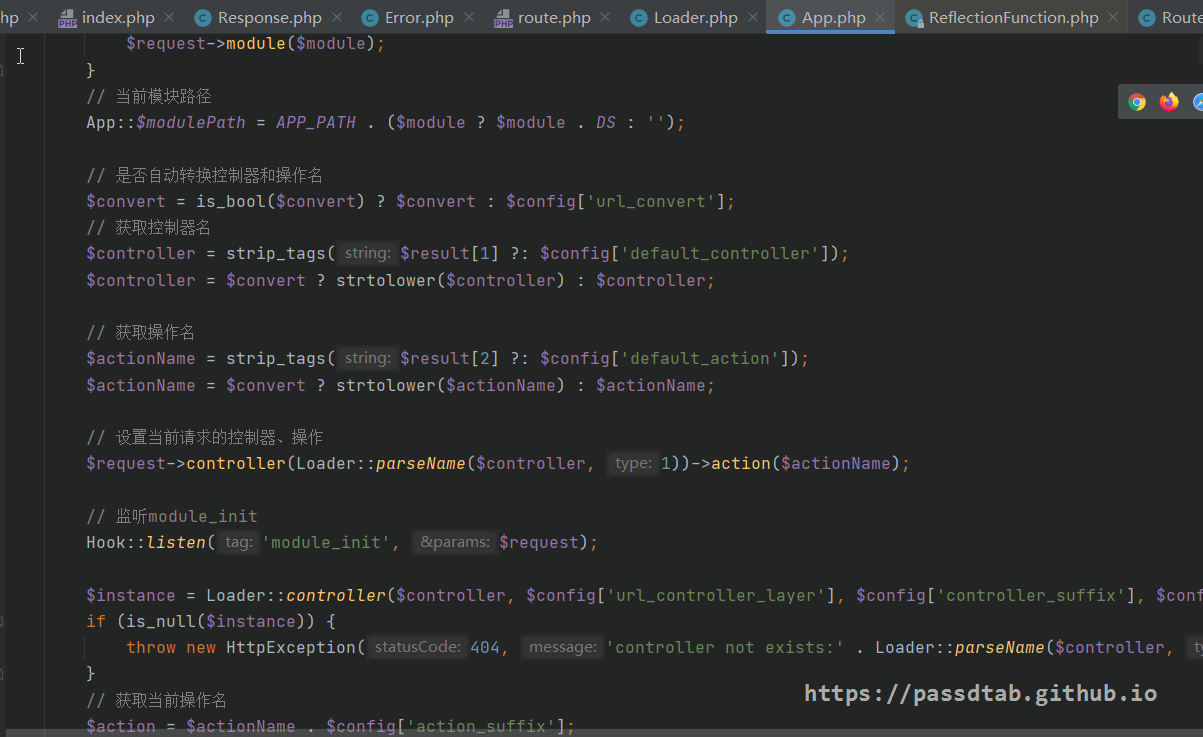 hp index.php Response.php Error.php route.php Loader.php App.php ReflectionFunction.php Route
$request->module($module);
}
// 当前模块路径
App::$modulePath = APP_PATH . ($module ? $module . DS : '');
// 是否自动转换控制器和操作名
$convert = is_bool($convert) ? $convert : $config['url_convert'];
// 获取控制器名
$controller = strip_tags( string: $result[1] ?: $config['default_controller']);
$controller = $convert ? strtolower($controller) : $controller;
// 获取操作名
$actionName = strip_tags( string: $result[2] ?: $config['default_action']);
$actionName = $convert ? strtolower($actionName) : $actionName;
// 设置当前请求的控制器、操作
$request->controller(Loader::parseName($controller, type: 1))->action($actionName);
// 监听module_init
Hook::listen( tag: 'module_init', &params: $request);
$instance = Loader::controller($controller, $config['url_controller_layer'], $config['controller_suffix'], $conf
if (is_null($instance)) {
throw new HttpException( statusCode: 404, message: 'controller not exists:' . Loader::parseName($controller, ty
}
// 获取当前操作名
$action = $actionName . $config['action_suffix'];
https://passdtab.github.io